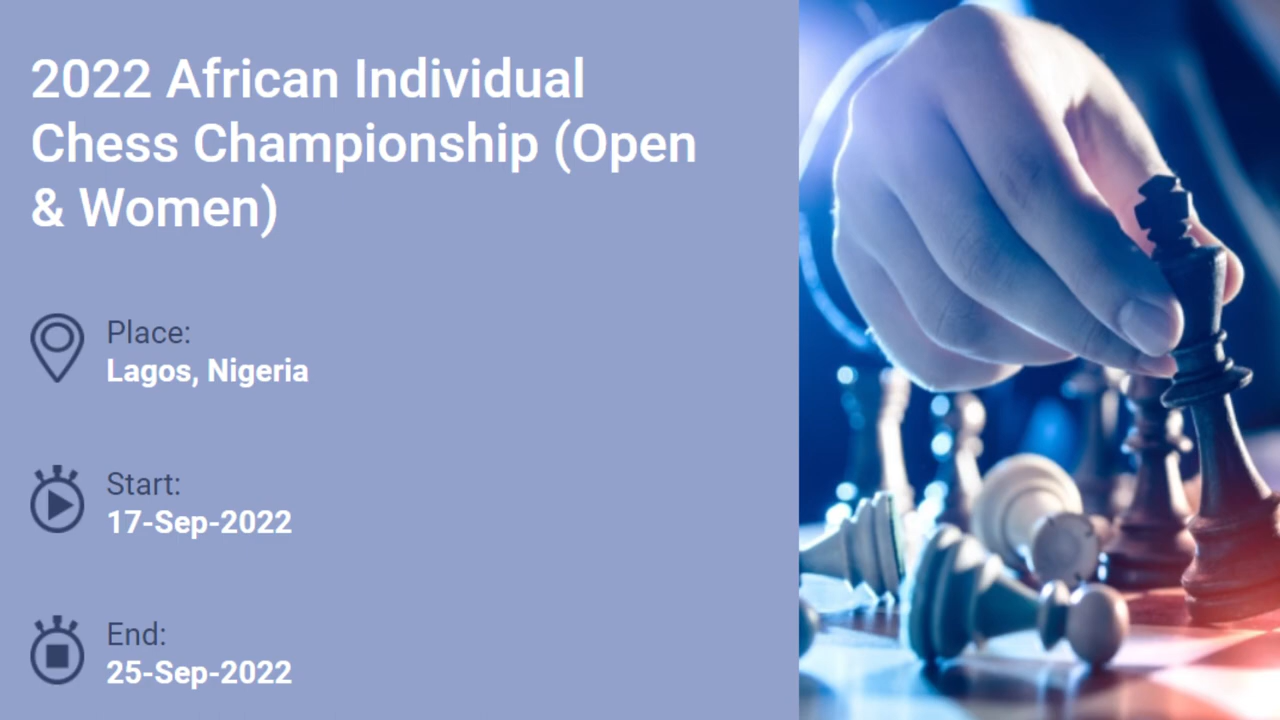 2022 African Individual
Chess Championship (Open
& Women)
Place:
Lagos, Nigeria
Start:
17-Sep-2022
End:
25-Sep-2022